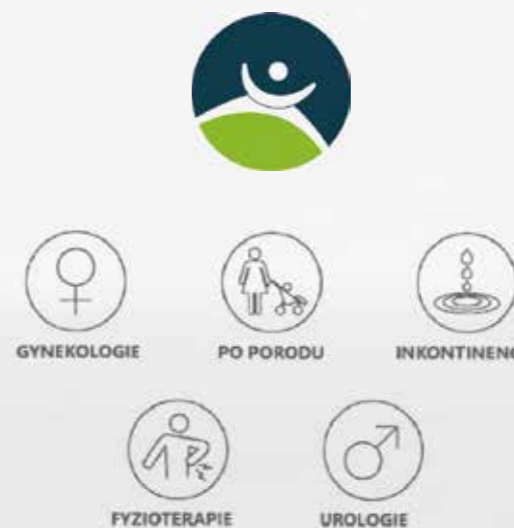 GYNEKOLOGIE
PO PORODU
INKONTINENC
FYZIOTERAPIE
UROLOGIE